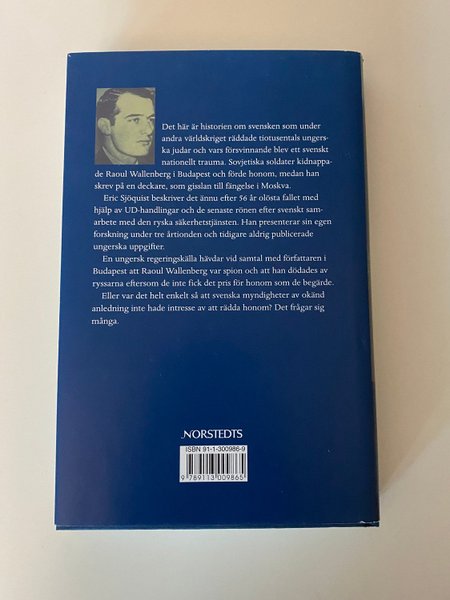 Det här är historien om svensken som under
andra världskriget räddade tiotusentals ungers-
ka judar och vars försvinnande blev ett svenskt
nationellt trauma. Sovjetiska soldater kidnappa-
de Raoul Wallenberg i Budapest och förde honom, medan han
skrev på en deckare, som gisslan till fängelse i Moskva.
Eric Sjöquist beskriver det ännu efter 56 år olösta fallet med
hjälp av UD-handlingar och de senaste rönen efter svenskt sam-
arbete med den ryska säkerhetstjänsten. Han presenterar sin egen
forskning under tre årtionden och tidigare aldrig publicerade
ungerska uppgifter.
En ungersk regeringskälla hävdar vid samtal med författaren i
Budapest att Raoul Wallenberg var spion och att han dödades av
ryssarna eftersom de inte fick det pris för honom som de begärde.
Eller var det helt enkelt så att svenska myndigheter av okänd
anledning inte hade intresse av att rädda honom? Det frågar sig
många.
NORSTEDTS
ISBN 91-1-300986-9
9 789113 009865